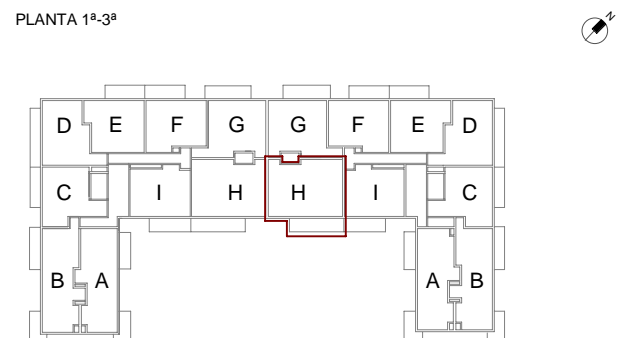 PLANTA 1ª-3ª
N
D E F G G F E D
C I H H I C
B A A B